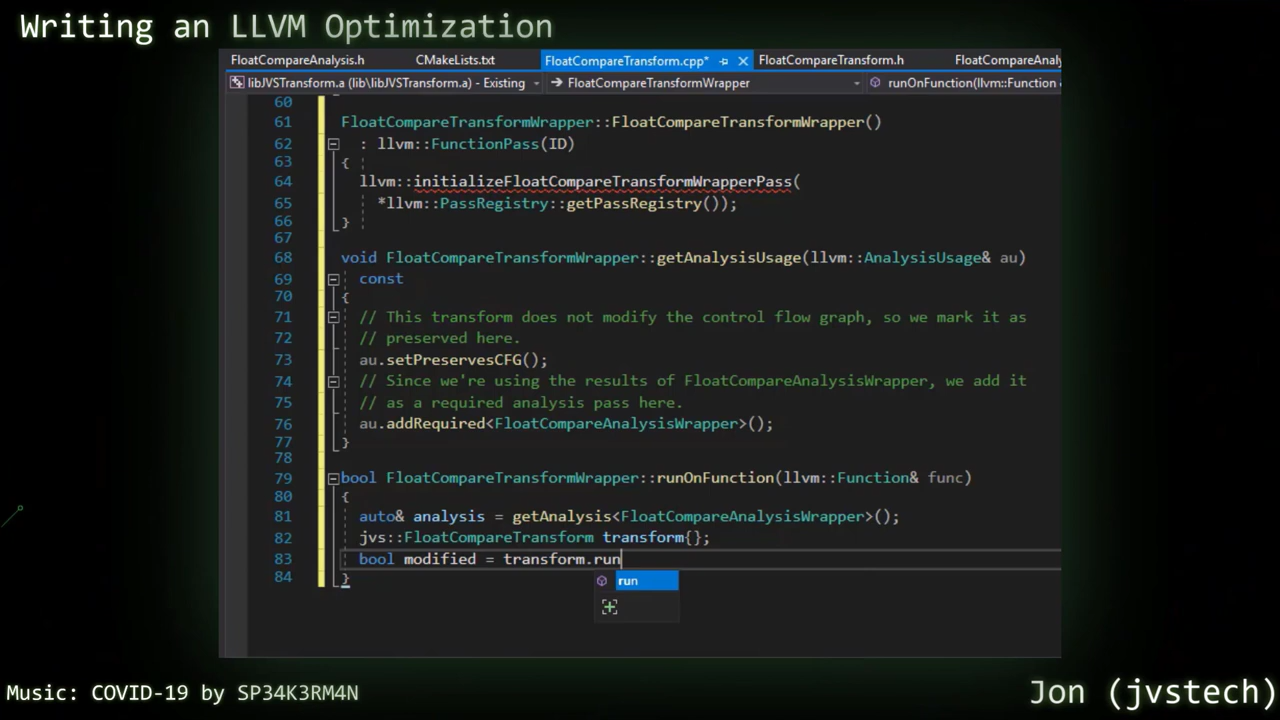 Writing an LLVM Optimization
FloatCompareAnalysis.h CMakeLists.txt FloatCompareTransform.cpp* FloatCompareTransform.h FloatCompareAnaly
libJVSTransform.a (lib\libJVSTransform.a) - Existing FloatCompareTransformWrapper runOnFunction(llvm::Function
60
61 FloatCompareTransformWrapper::FloatCompareTransformWrapper()
62 : llvm::FunctionPass(ID)
63 {
64 llvm::initializeFloatCompareTransformWrapperPass(
65 *llvm::PassRegistry::getPassRegistry());
66 }
67
68 void FloatCompareTransformWrapper::getAnalysisUsage(llvm::AnalysisUsage& au)
69 const
70 {
71 // This transform does not modify the control flow graph, so we mark it as
72 // preserved here.
73 au.setPreservesCFG();
74 // Since we're using the results of FloatCompareAnalysisWrapper, we add it
75 // as a required analysis pass here.
76 au.addRequired<FloatCompareAnalysisWrapper>();
77 }
78
79 bool FloatCompareTransformWrapper::runOnFunction(llvm::Function& func)
80 {
81 auto& analysis = getAnalysis<FloatCompareAnalysisWrapper>();
82 jvs::FloatCompareTransform transform{};
83 bool modified = transform.run
84 }
run
Music: COVID-19 by SP34K3RM4N
Jon (jvstech)